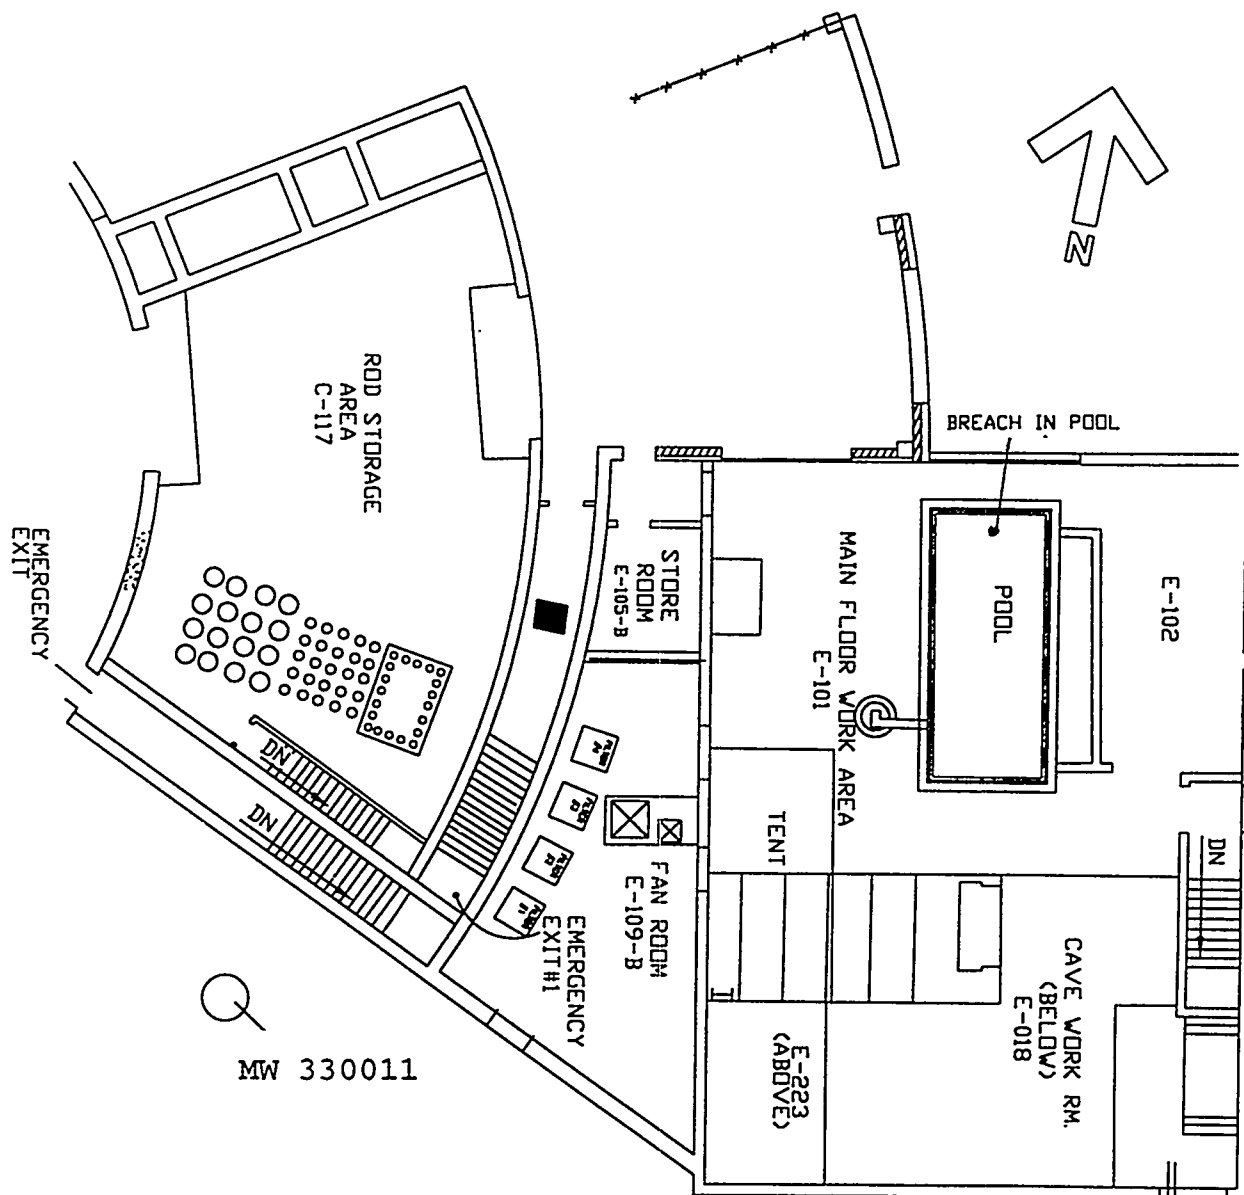 N
BREACH IN POOL
ROD STORAGE
AREA
C-117
EMERGENCY
EXIT
STORE
ROOM
E-105-B
MAIN FLOOR WORK AREA
E-101
POOL
E-102
DN
DN
DN
TENT
FAN ROOM
E-109-B
EMERGENCY
EXIT#1
CAVE WORK RM.
(BELOW)
E-018
E-223
(ABOVE)
MW 330011